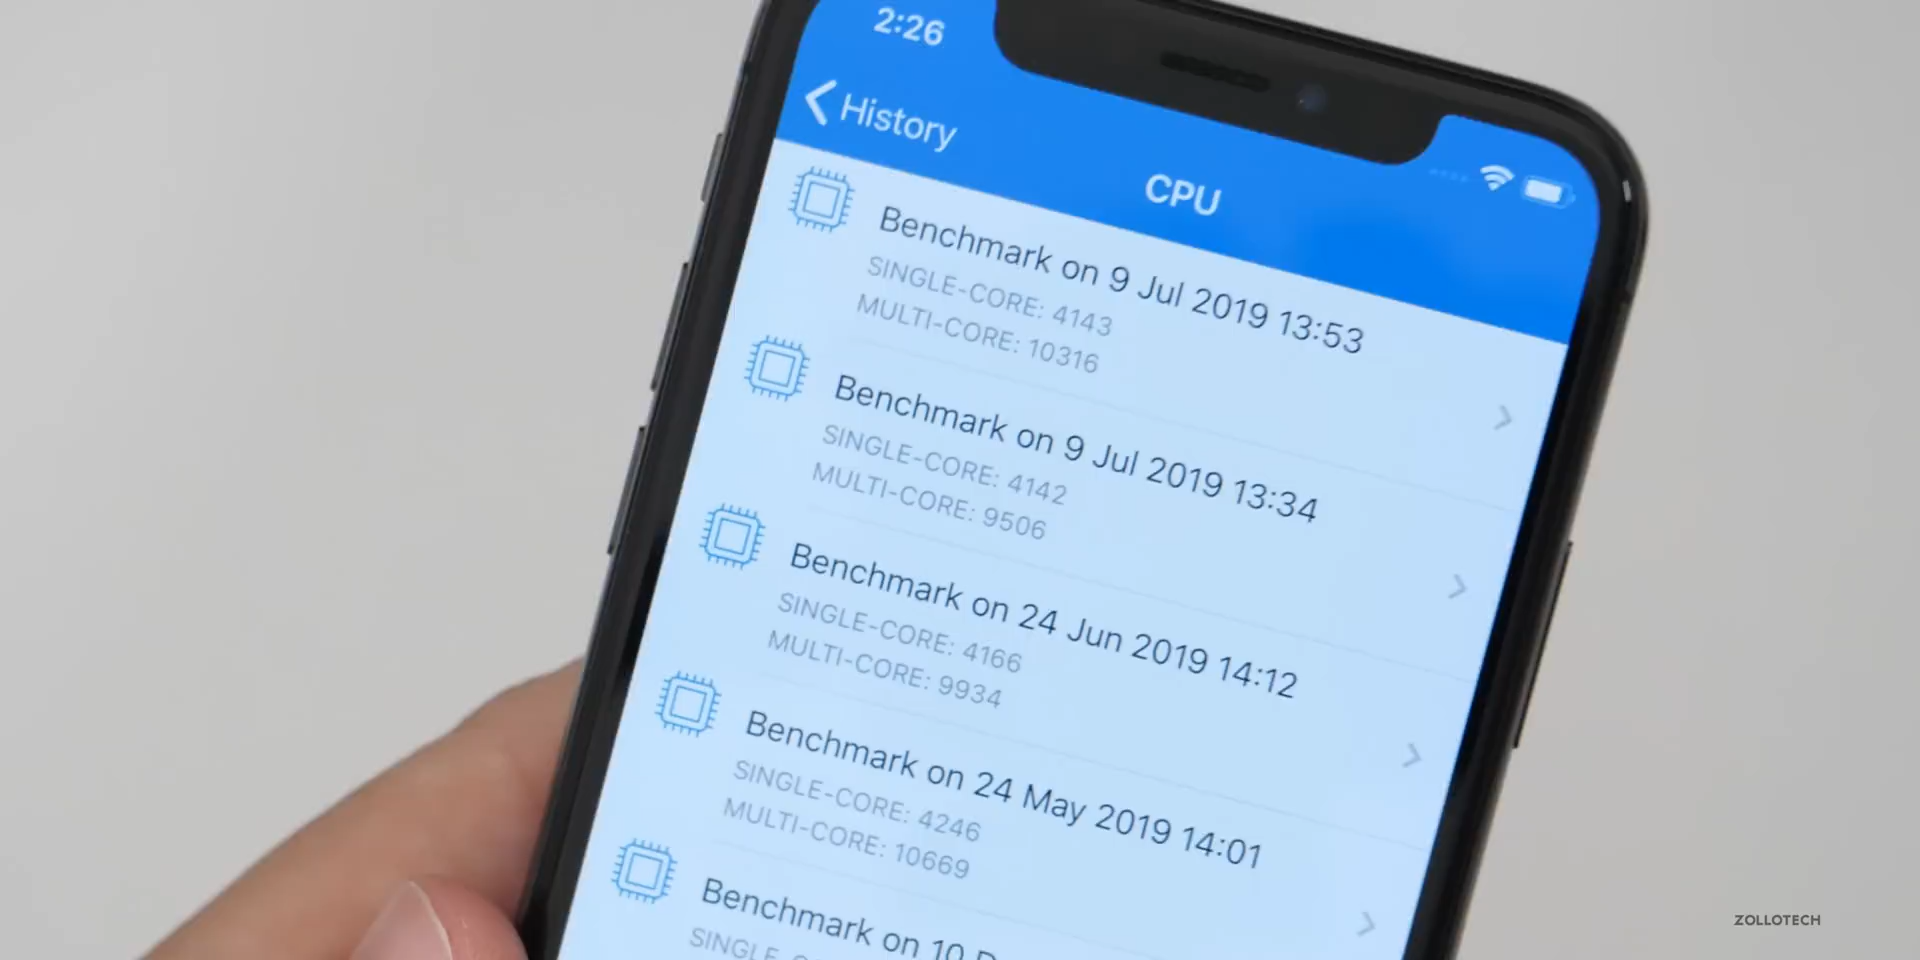 2:26
History
CPU
Benchmark on 9 Jul 2019 13:53
SINGLE-CORE: 4143
MULTI-CORE: 10316
Benchmark on 9 Jul 2019 13:34
SINGLE-CORE: 4142
MULTI-CORE: 9506
Benchmark on 24 Jun 2019 14:12
SINGLE-CORE: 4166
MULTI-CORE: 9934
Benchmark on 24 May 2019 14:01
SINGLE-CORE: 4246
MULTI-CORE: 10669
Benchmark on 10
ZOLLOTECH